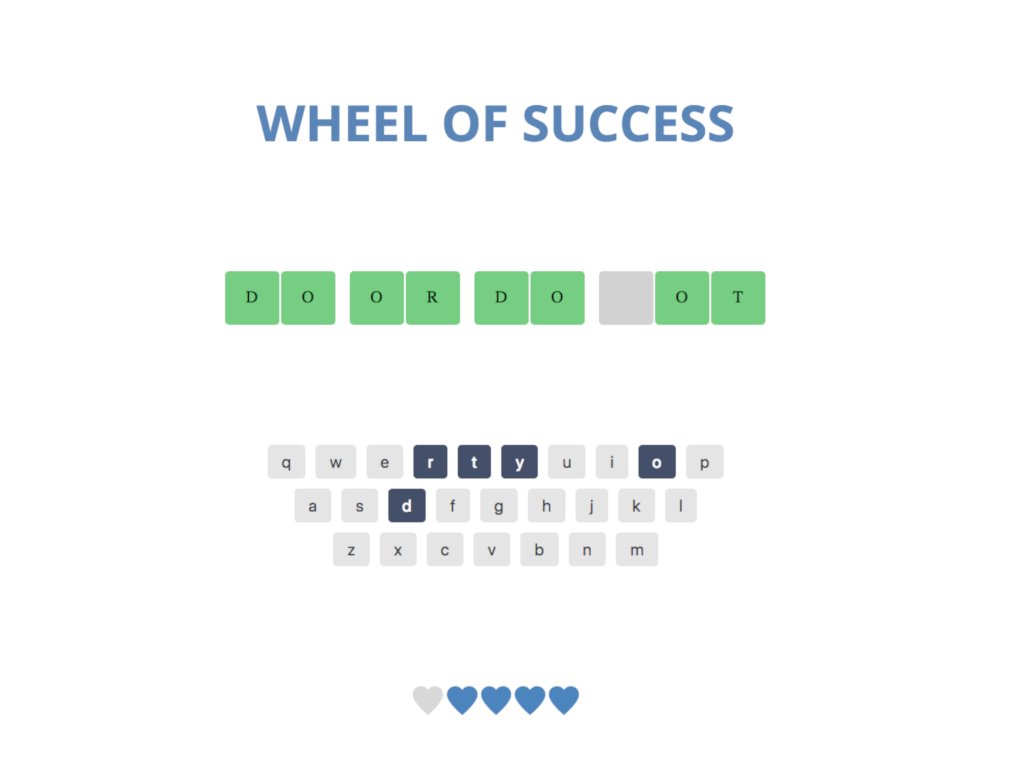 WHEEL OF SUCCESS
D O O R D O O T
q w e r t y u i o p
a s d f g h j k l
z x c v b n m